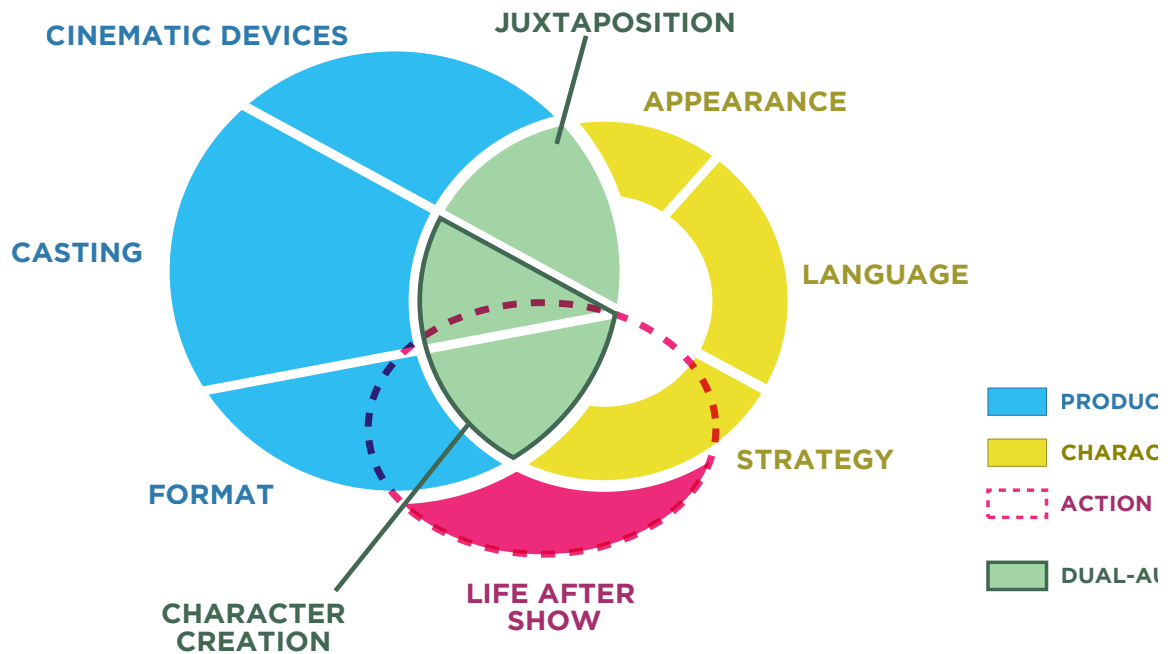 JUXTAPOSITION
CINEMATIC DEVICES
APPEARANCE
CASTING
LANGUAGE
PRODUC
CHARAC
STRATEGY
FORMAT
ACTION
DUAL-AU
LIFE AFTER
SHOW
CHARACTER
CREATION